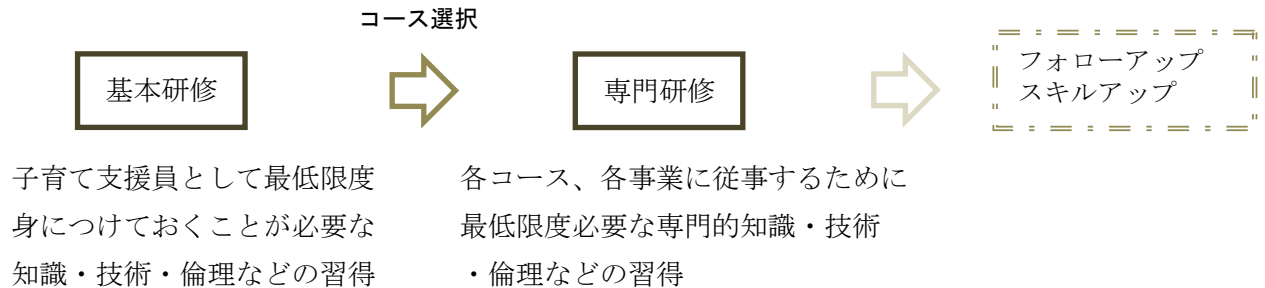 コース選択
基本研修
専門研修
フォローアップ
スキルアップ
子育て支援員として最低限度
身につけておくことが必要な
知識・技術・倫理などの習得
各コース、各事業に従事するために
最低限度必要な専門的知識・技術
・倫理などの習得